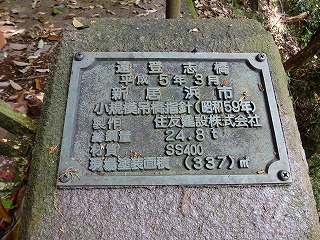 遠登志橋
平成5年3月
新居浜市
小規模吊橋指針(昭和59年)
製作 住友建設株式会社
鋼重量 24.8t
材質 SS400
塗装面積 (337)㎡